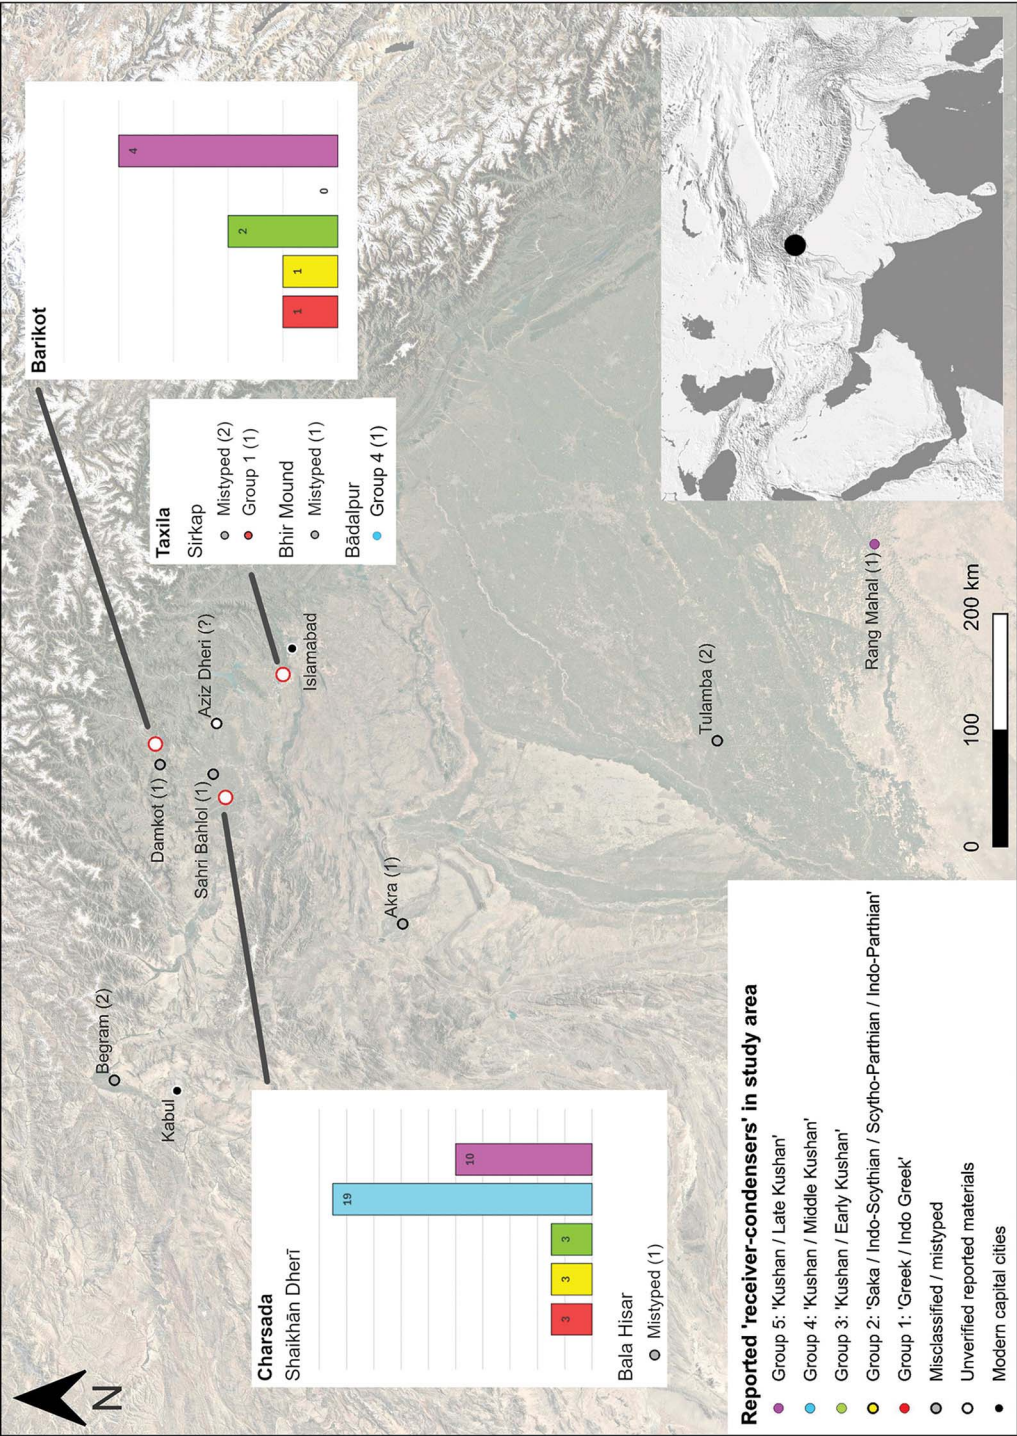 Barikot
1
1
2
0
4
Taxila
Sirkap
Mistyped (2)
Group 1 (1)
Bhir Mound
Mistyped (1)
Bādalpur
Group 4 (1)
Begram (2)
Kabul
Damkot (1)
Sahri Bahlol (1)
Aziz Dheri (?)
Islamabad
Akra (1)
Tulamba (2)
Rang Mahal (1)
Charsada
Shaikhān Dherī
3
3
3
19
10
Bala Hisar
Mistyped (1)
N
Reported 'receiver-condensers' in study area
Group 5: 'Kushan / Late Kushan'
Group 4: 'Kushan / Middle Kushan'
Group 3: 'Kushan / Early Kushan'
Group 2: 'Saka / Indo-Scythian / Scytho-Parthian / Indo-Parthian'
Group 1: 'Greek / Indo Greek'
Misclassified / mistyped
Unverified reported materials
Modern capital cities
0 100 200 km